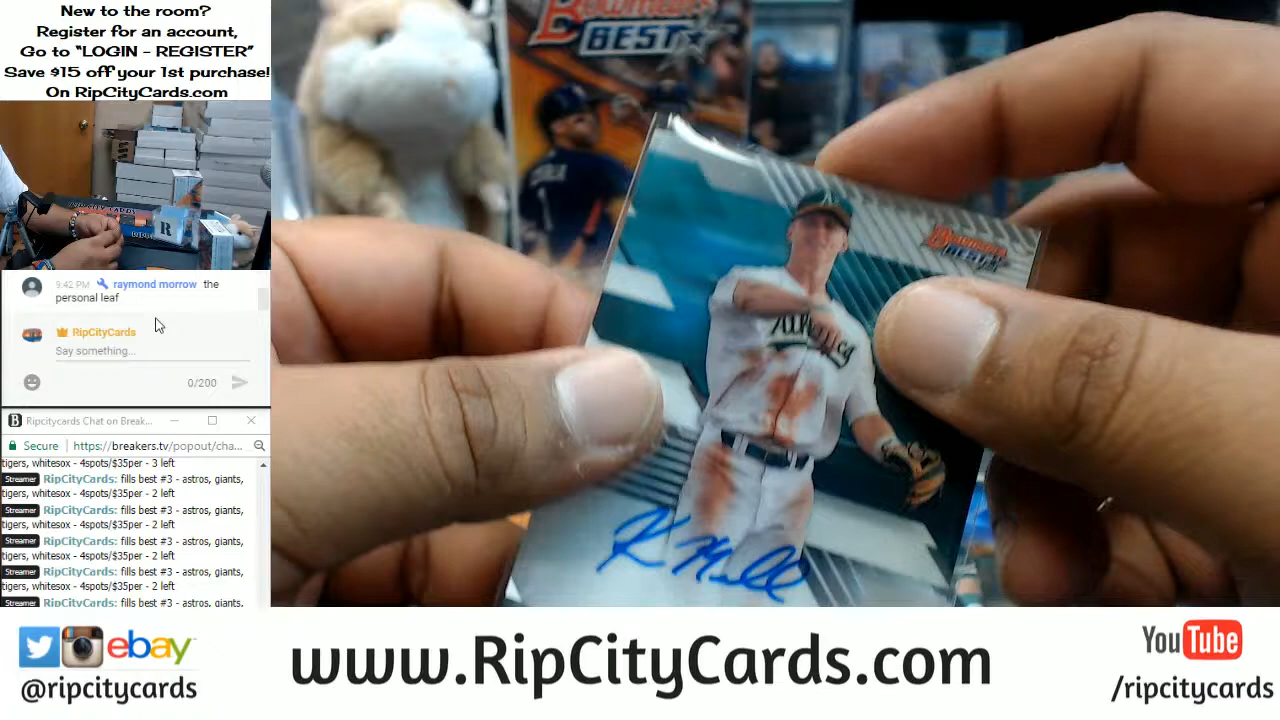 New to the room?
Register for an account,
Go to "LOGIN - REGISTER"
Save $15 off your 1st purchase!
On RipCityCards.com
R
9:42 PM raymond morrow the
personal leaf
RipCityCards
Say something...
0/200
Ripcitycards Chat on Break...
Secure https://breakers.tv/popout/cha...
tigers, whitesox - 4spots/$35per - 3 left
Streamer RipCityCards: fills best #3 - astros, giants,
tigers, whitesox - 4spots/$35per - 2 left
Streamer RipCityCards: fills best #3 - astros, giants,
tigers, whitesox - 4spots/$35per - 2 left
Streamer RipCityCards: fills best #3 - astros, giants,
tigers, whitesox - 4spots/$35per - 2 left
Streamer RipCityCards: fills best #3 - astros, giants,
tigers, whitesox - 4spots/$35per - 2 left
Streamer RipCityCards: fills best #3 - astros, giants,
Bowman's
BEST
Bowman's
BEST
ebay
@ripcitycards
www.RipCityCards.com
YouTube
/ripcitycards